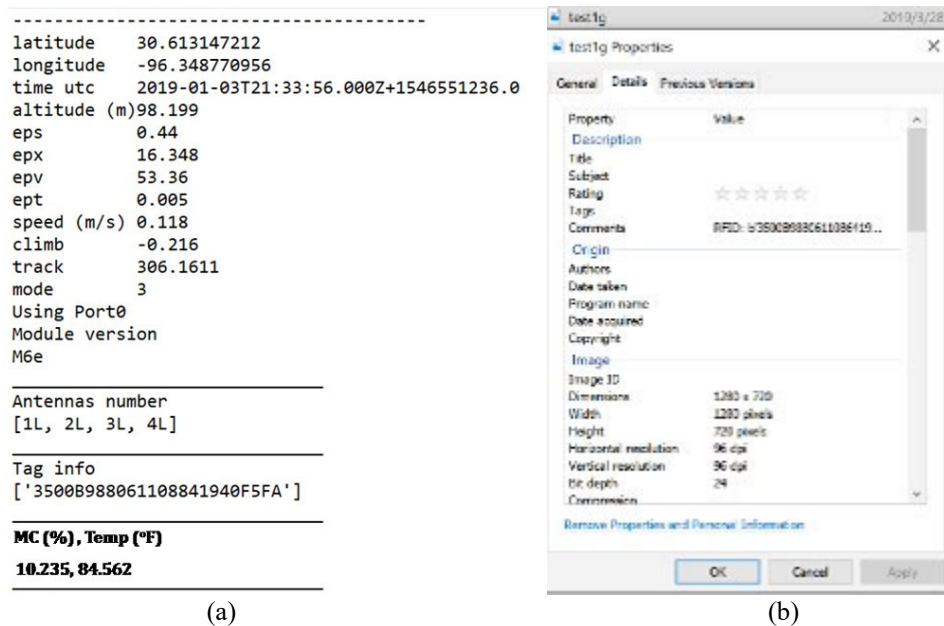 ----------------------------------------
latitude 30.613147212
longitude -96.348770956
time utc 2019-01-03T21:33:56.000Z+1546551236.0
altitude (m)98.199
eps 0.44
epx 16.348
epv 53.36
ept 0.005
speed (m/s) 0.118
climb -0.216
track 306.1611
mode 3
Using Port0
Module version
M6e
Antennas number
[1L, 2L, 3L, 4L]
Tag info
['3500B988061108841940F5FA']
MC (%) , Temp (ºF)
10.235, 84.562
(a)
test1g 2019/3/28
test1g Properties
General Details Previous Versions
Property Value
Description
Title
Subject
Rating
Tags
Comments RFID:
Origin
Authors
Date taken
Program name
Date acquired
Copyright
Image
Image ID
Dimensions 1280 x 720
Width 1280 pixels
Height 720 pixels
Horizontal resolution 96 dpi
Vertical resolution 96 dpi
Bit depth 24
Compression
Remove Properties and Personal Information
OK Cancel Apply
(b)